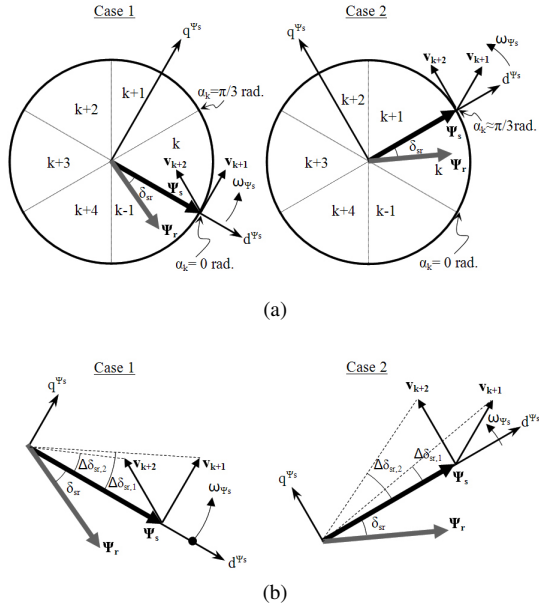 Case 1
Case 2
q^Ψs
q^Ψs
ω_Ψs
v_k+2
v_k+1
d^Ψs
k+1
α_k=π/3 rad.
k+2
k+2
k+1
k
k+3
v_k+2
v_k+1
Ψ_s
α_k≈π/3rad.
δ_sr
Ψ_s
ω_Ψs
k+3
δ_sr
Ψ_r
k
k+4
k-1
Ψ_r
d^Ψs
k+4
k-1
α_k= 0 rad.
α_k= 0 rad.
(a)
Case 1
Case 2
q^Ψs
v_k+2
v_k+1
v_k+2
v_k+1
ω_Ψs
d^Ψs
Δδ_sr,2
Δδ_sr,1
δ_sr
ω_Ψs
q^Ψs
Δδ_sr,2
Δδ_sr,1
Ψ_s
Ψ_r
Ψ_s
d^Ψs
δ_sr
Ψ_r
(b)